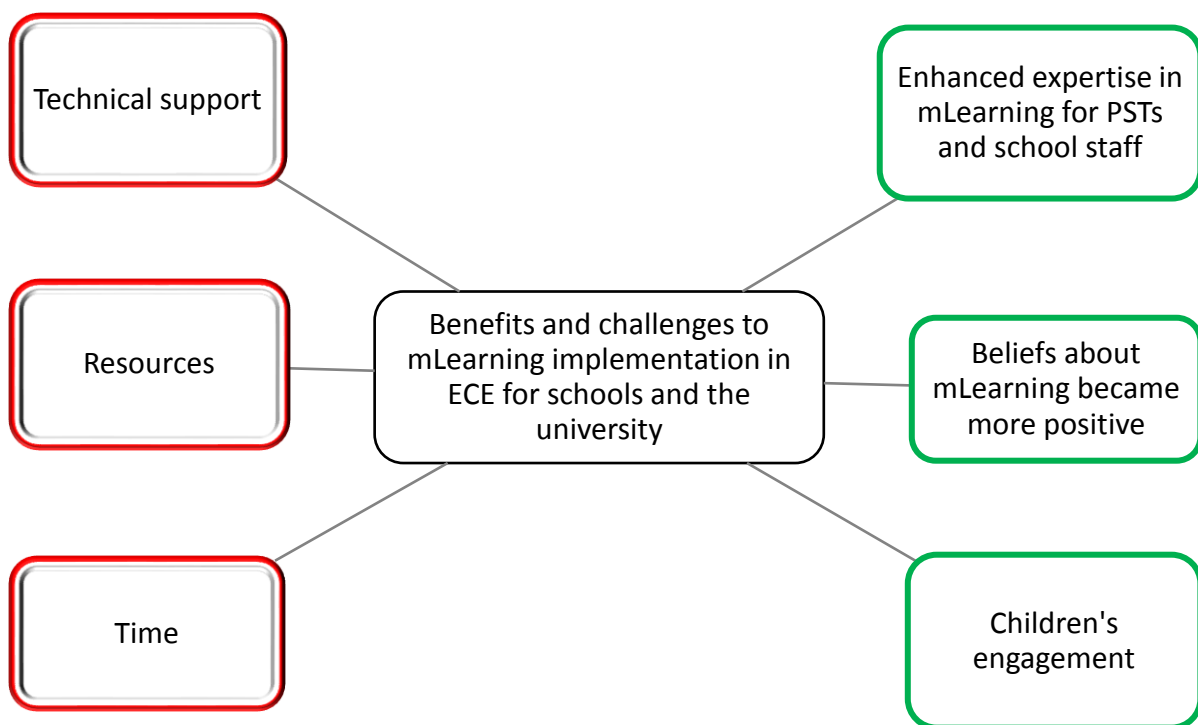 Technical support
Enhanced expertise in
mLearning for PSTs
and school staff
Resources
Benefits and challenges to
mLearning implementation in
ECE for schools and the
university
Beliefs about
mLearning became
more positive
Time
Children's
engagement